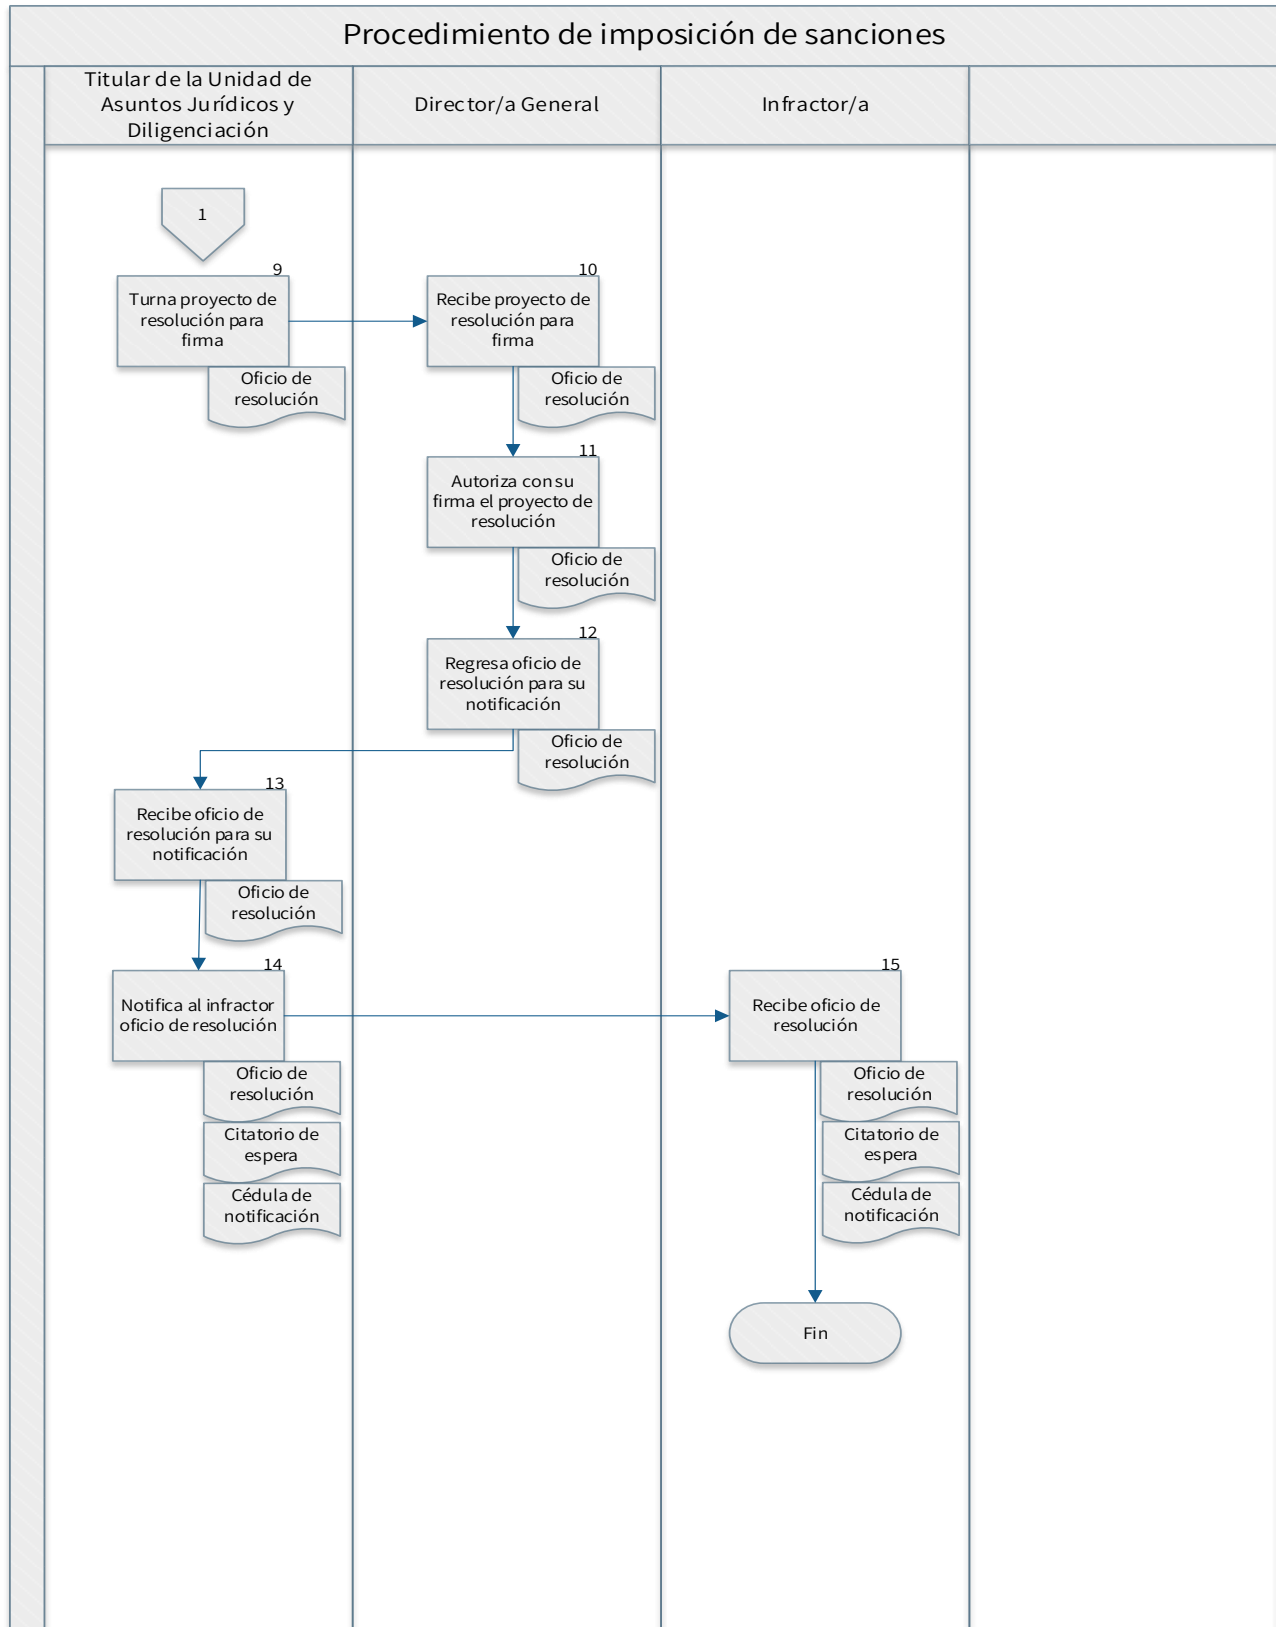 Procedimiento de imposición de sanciones
Titular de la Unidad de
Asuntos Jurídicos y
Diligenciación
Director/a General
Infractor/a
1
9
Turna proyecto de
resolución para
firma
Oficio de
resolución
10
Recibe proyecto de
resolución para
firma
Oficio de
resolución
11
Autoriza con su
firma el proyecto de
resolución
Oficio de
resolución
12
Regresa oficio de
resolución para su
notificación
Oficio de
resolución
13
Recibe oficio de
resolución para su
notificación
Oficio de
resolución
14
Notifica al infractor
oficio de resolución
Oficio de
resolución
Citatorio de
espera
Cédula de
notificación
15
Recibe oficio de
resolución
Oficio de
resolución
Citatorio de
espera
Cédula de
notificación
Fin